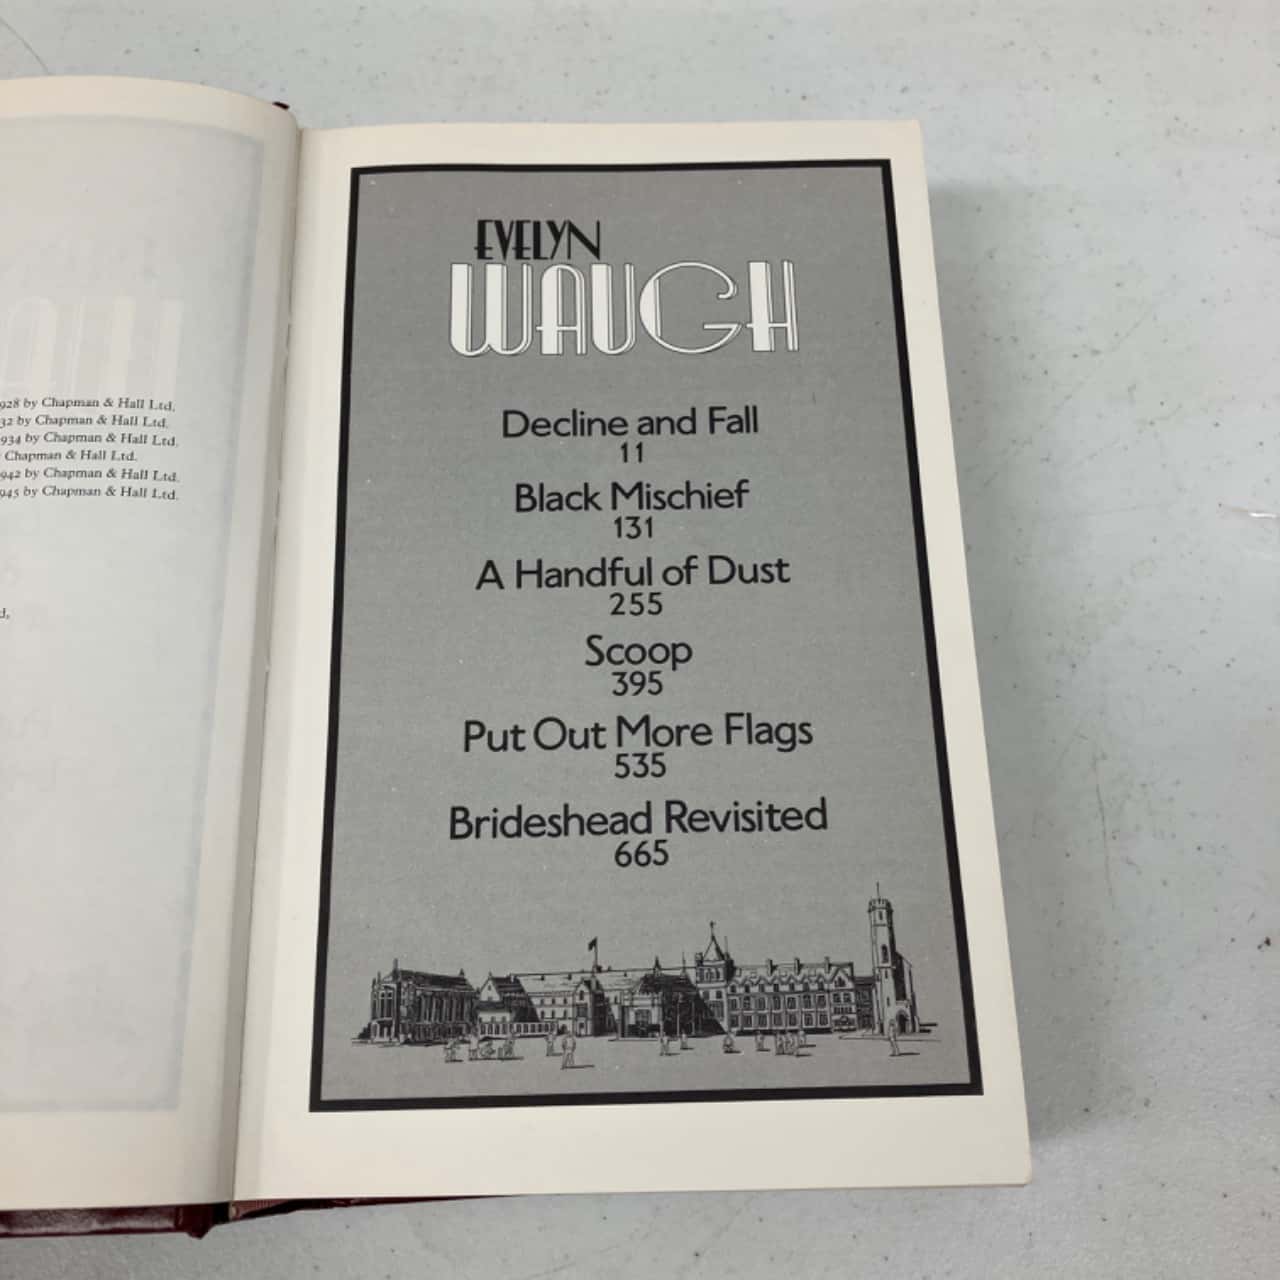 928 by Chapman & Hall Ltd.
32 by Chapman & Hall Ltd.
934 by Chapman & Hall Ltd.
Chapman & Hall Ltd.
942 by Chapman & Hall Ltd.
945 by Chapman & Hall Ltd.
d,
EVELYN
WAUGH
Decline and Fall
11
Black Mischief
131
A Handful of Dust
255
Scoop
395
Put Out More Flags
535
Brideshead Revisited
665